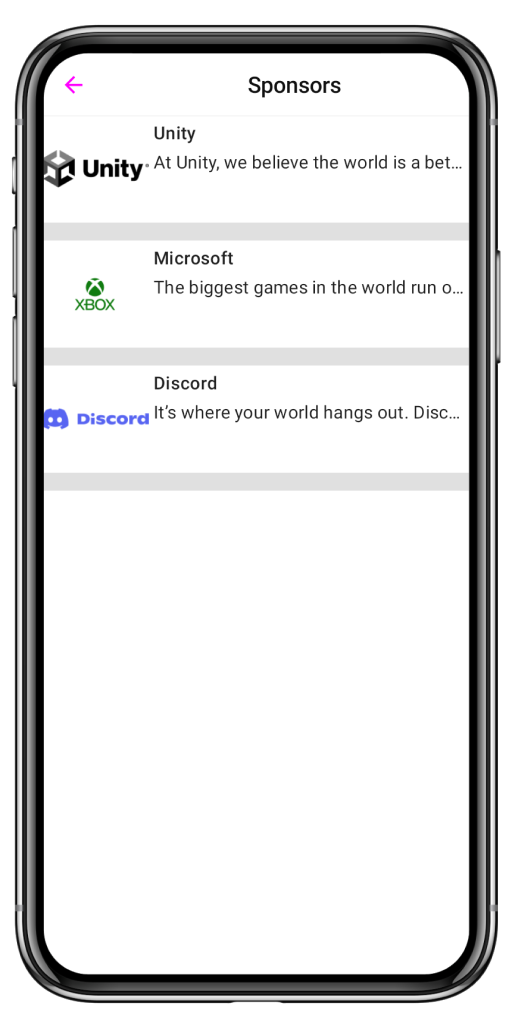 Sponsors
Unity
Unity
At Unity, we believe the world is a bet...
Microsoft
XBOX
The biggest games in the world run o...
Discord
Discord
It’s where your world hangs out. Disc...